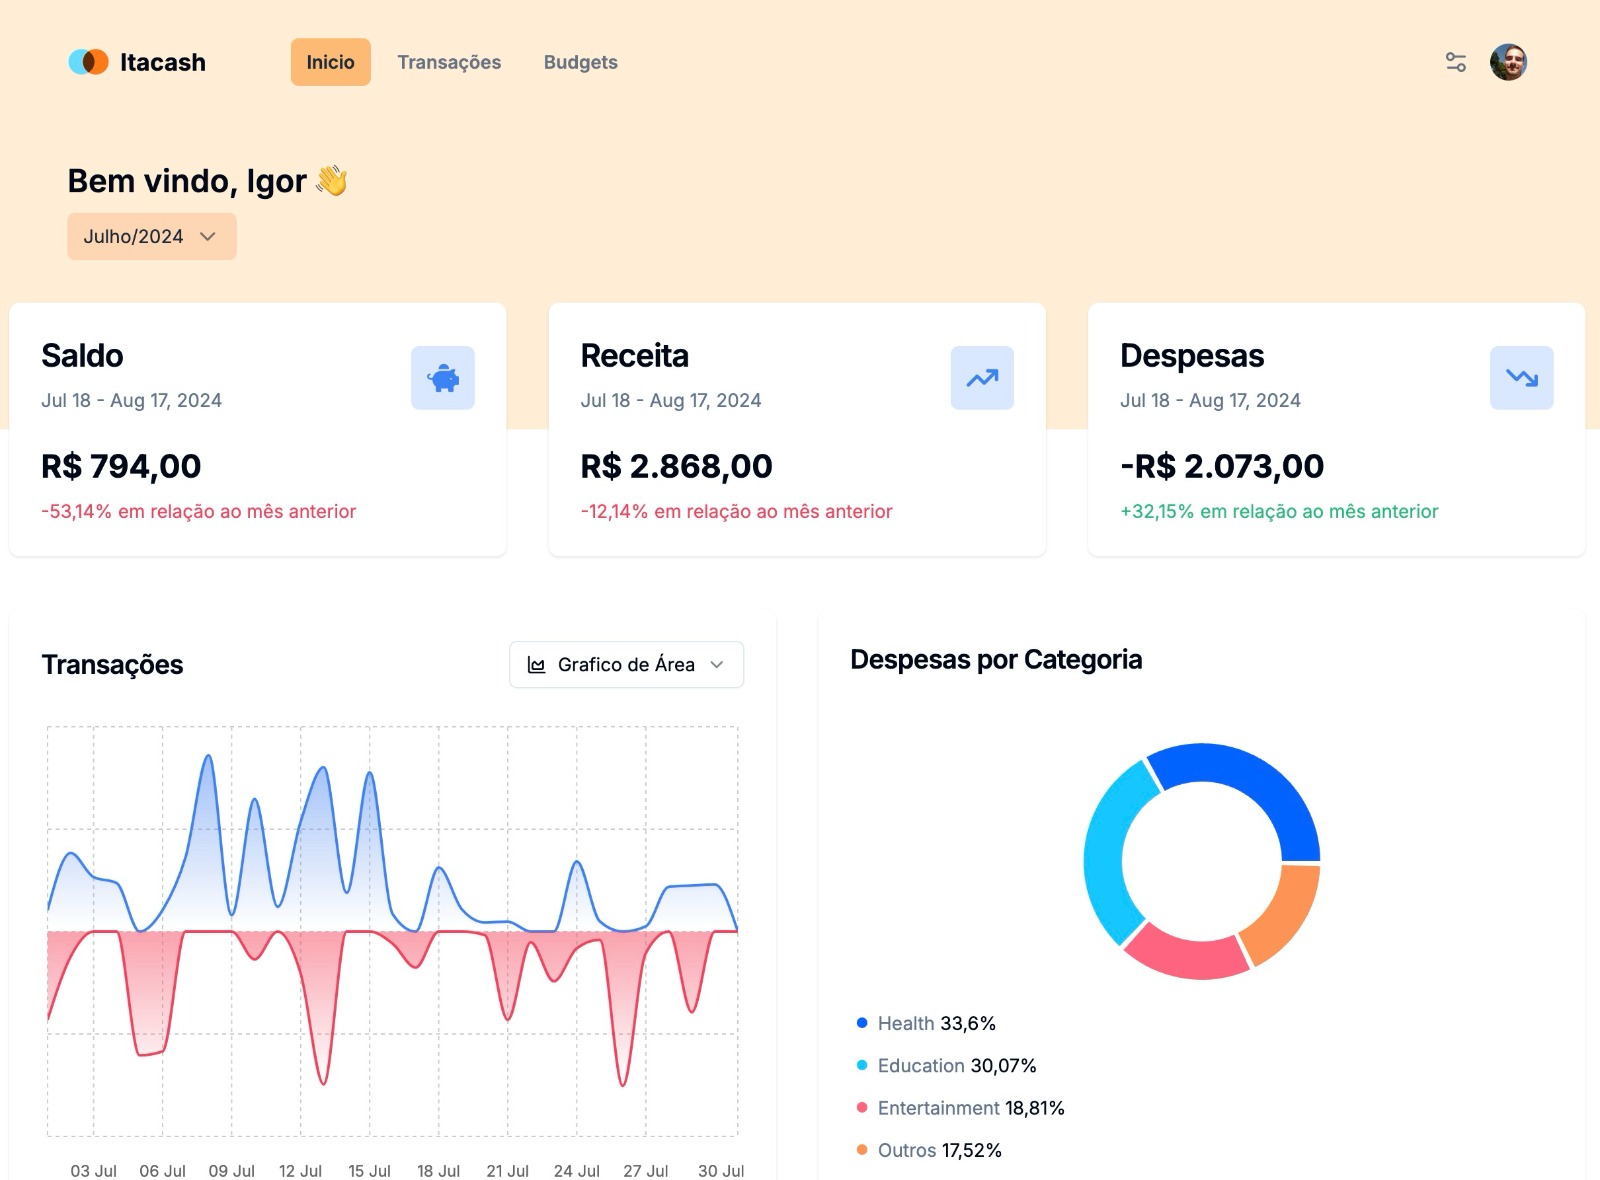 Itacash
Inicio
Transações
Budgets
Bem vindo, Igor 👋
Julho/2024
Saldo
Jul 18 - Aug 17, 2024
R$ 794,00
-53,14% em relação ao mês anterior
Receita
Jul 18 - Aug 17, 2024
R$ 2.868,00
-12,14% em relação ao mês anterior
Despesas
Jul 18 - Aug 17, 2024
-R$ 2.073,00
+32,15% em relação ao mês anterior
Transações
Grafico de Área
03 Jul
06 Jul
09 Jul
12 Jul
15 Jul
18 Jul
21 Jul
24 Jul
27 Jul
30 Jul
Despesas por Categoria
Health 33,6%
Education 30,07%
Entertainment 18,81%
Outros 17,52%